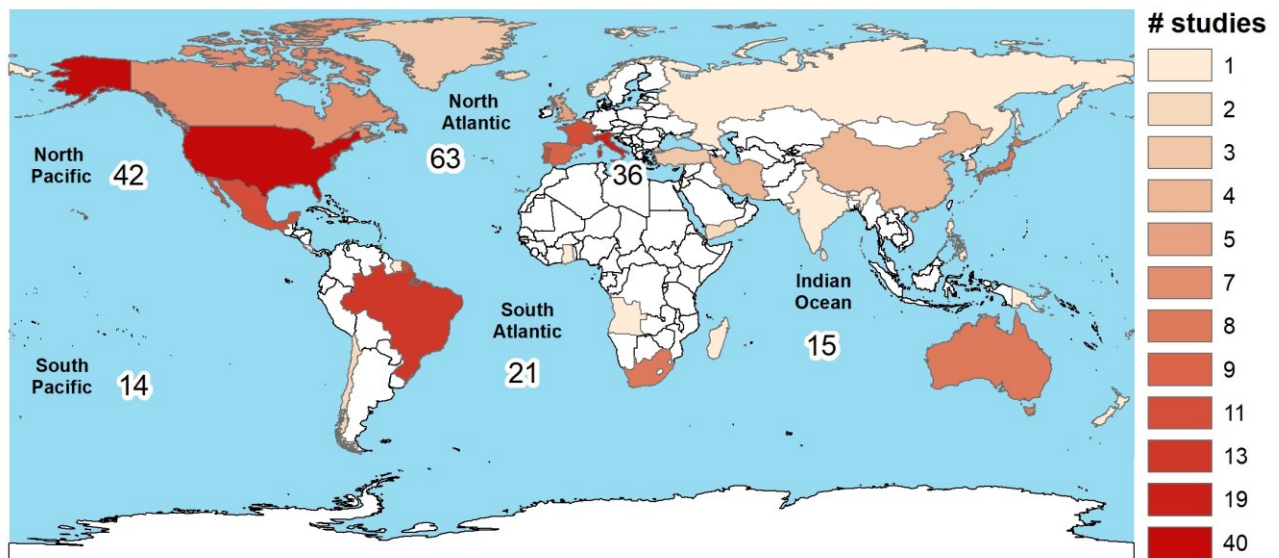 # studies
1
2
3
4
5
7
8
9
11
13
19
40
North
Atlantic
63
North
Pacific
42
36
Indian
Ocean
15
South
Atlantic
21
South
Pacific
14